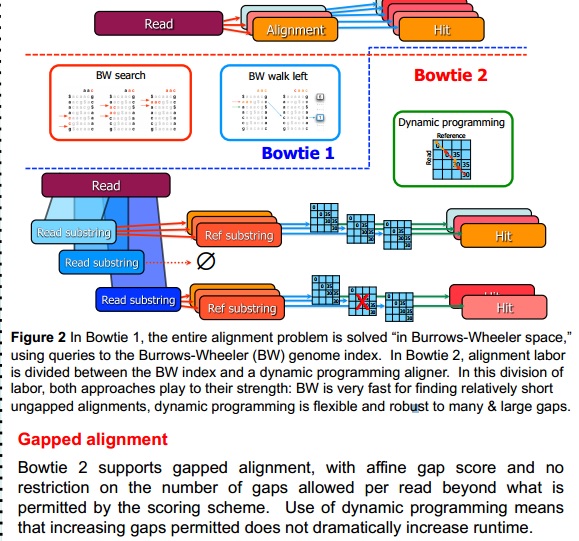 Read
Alignment
Hit
BW search
BW walk left
Bowtie 2
Bowtie 1
Dynamic programming
Reference
Read
Read
Read substring
Ref substring
Hit
Read substring
Ø
Read substring
Ref substring
Hit
Figure 2 In Bowtie 1, the entire alignment problem is solved “in Burrows-Wheeler space,”
using queries to the Burrows-Wheeler (BW) genome index. In Bowtie 2, alignment labor
is divided between the BW index and a dynamic programming aligner. In this division of
labor, both approaches play to their strength: BW is very fast for finding relatively short
ungapped alignments, dynamic programming is flexible and robust to many & large gaps.
Gapped alignment
Bowtie 2 supports gapped alignment, with affine gap score and no
restriction on the number of gaps allowed per read beyond what is
permitted by the scoring scheme. Use of dynamic programming means
that increasing gaps permitted does not dramatically increase runtime.